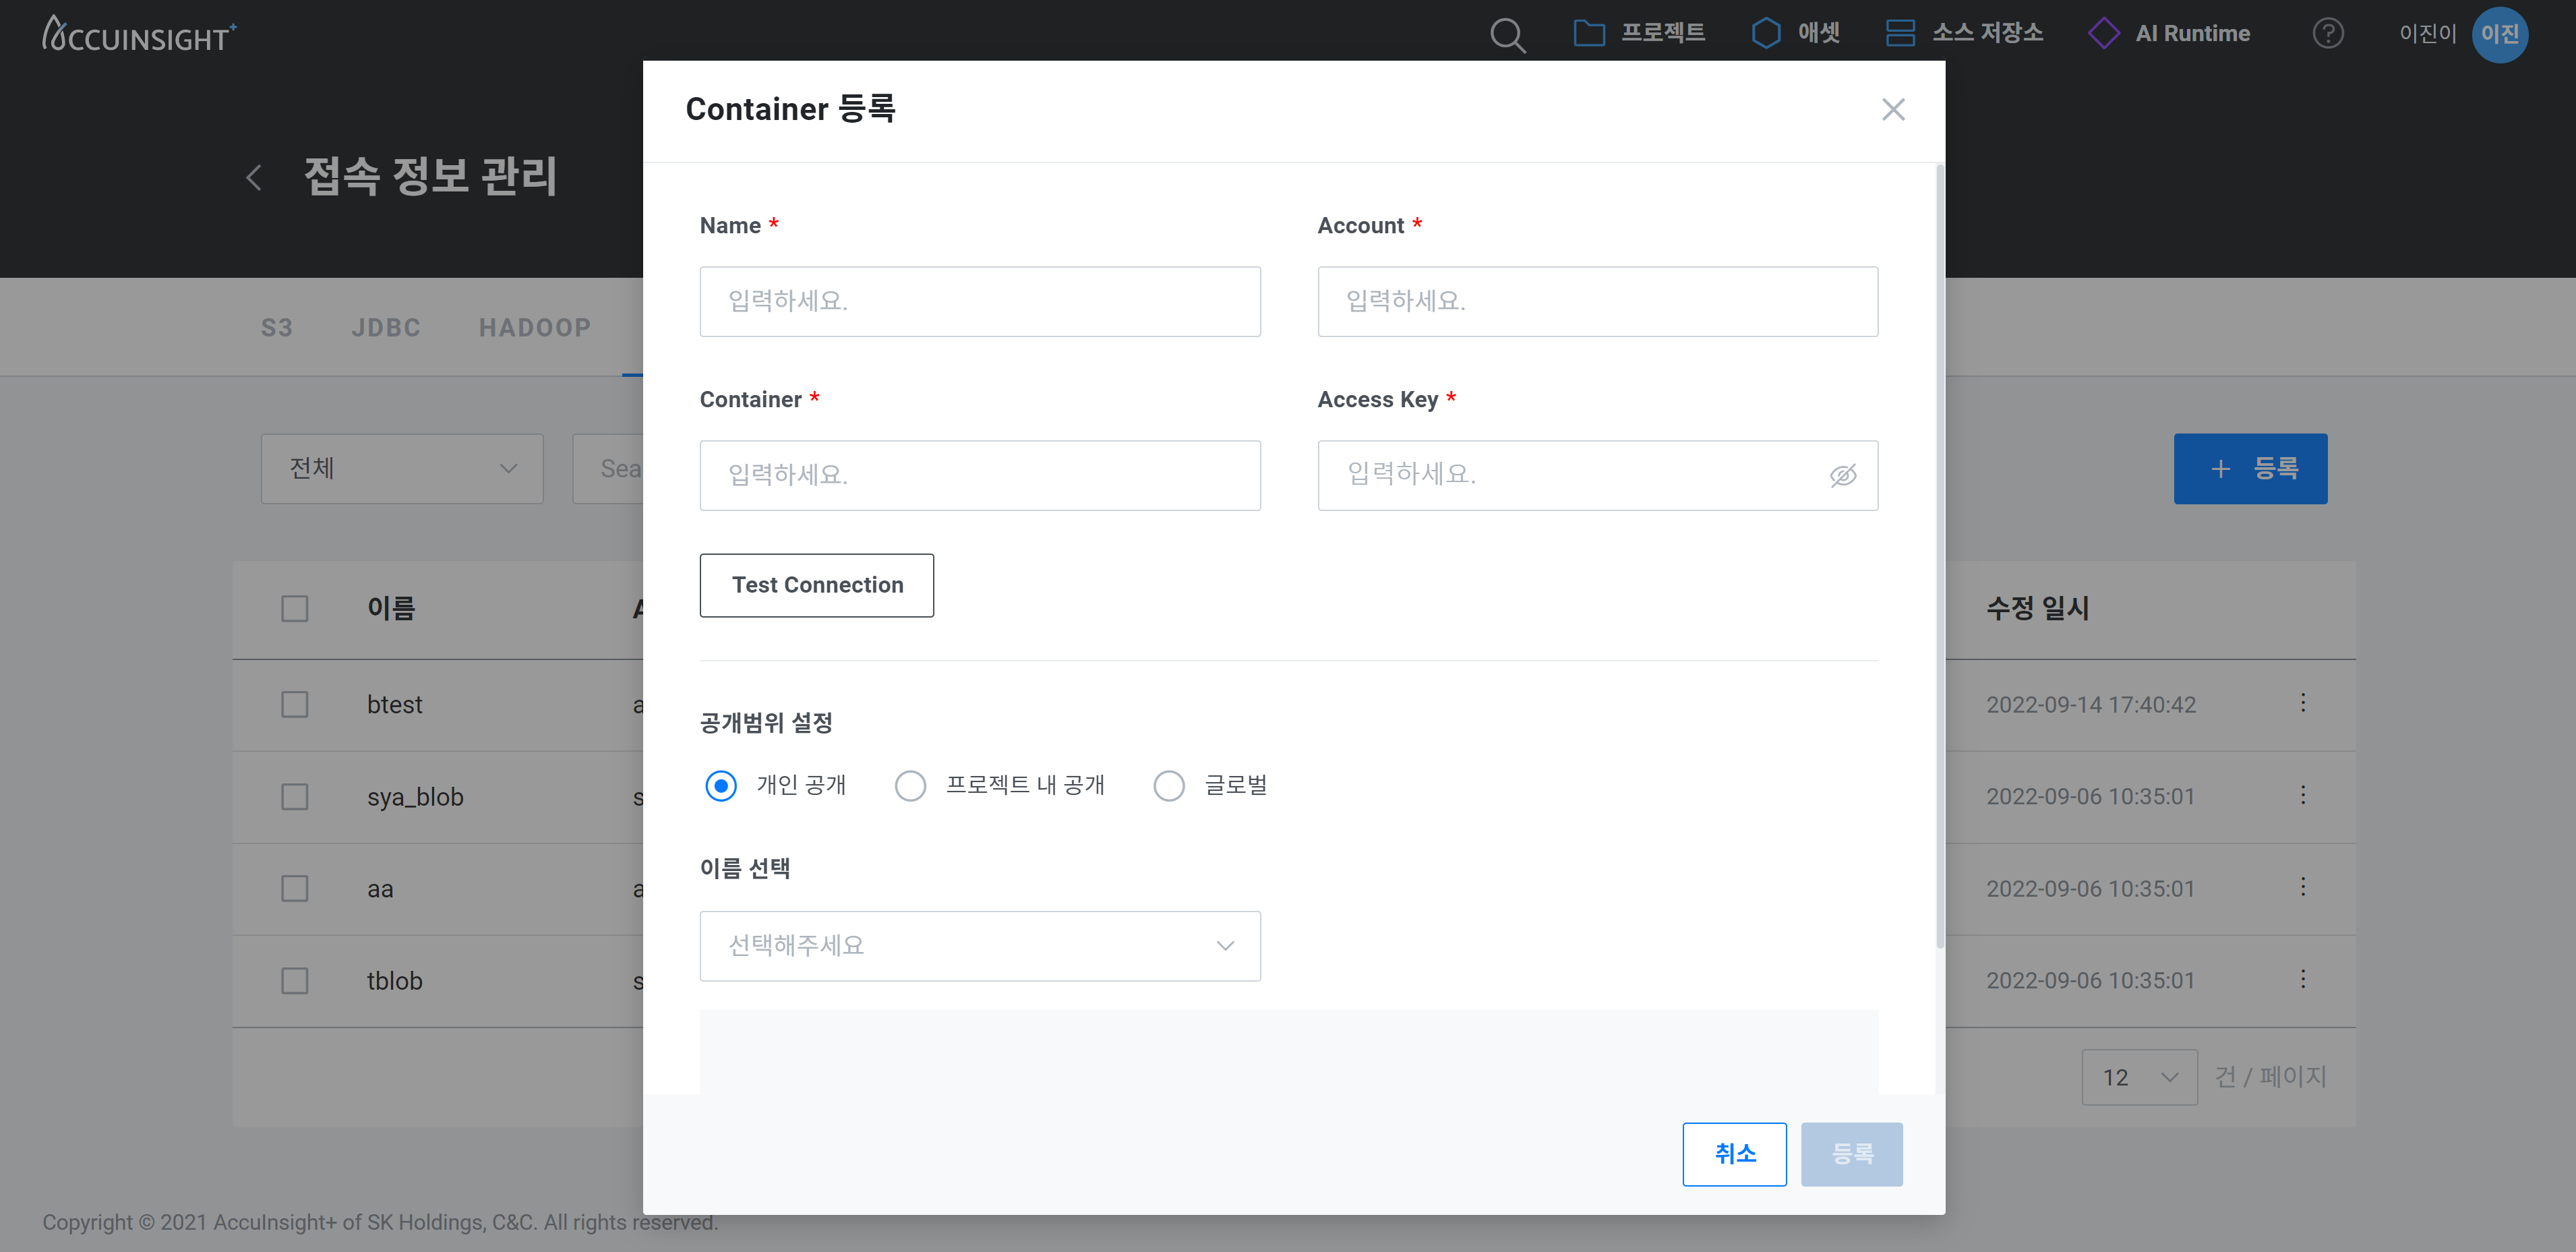 ACCUINSIGHT+
프로젝트
애셋
소스 저장소
AI Runtime
?
이진이
이진
접속 정보 관리
Container 등록
S3
JDBC
HADOOP
Name *
Account *
입력하세요.
입력하세요.
Container *
Access Key *
입력하세요.
입력하세요.
Test Connection
전체
Sea
+ 등록
이름
A
수정 일시
btest
a
2022-09-14 17:40:42
sya_blob
s
2022-09-06 10:35:01
aa
a
2022-09-06 10:35:01
tblob
s
2022-09-06 10:35:01
공개범위 설정
개인 공개
프로젝트 내 공개
글로벌
이름 선택
선택해주세요
12
건 / 페이지
취소
등록
Copyright © 2021 AccuInsight+ of SK Holdings, C&C. All rights reserved.